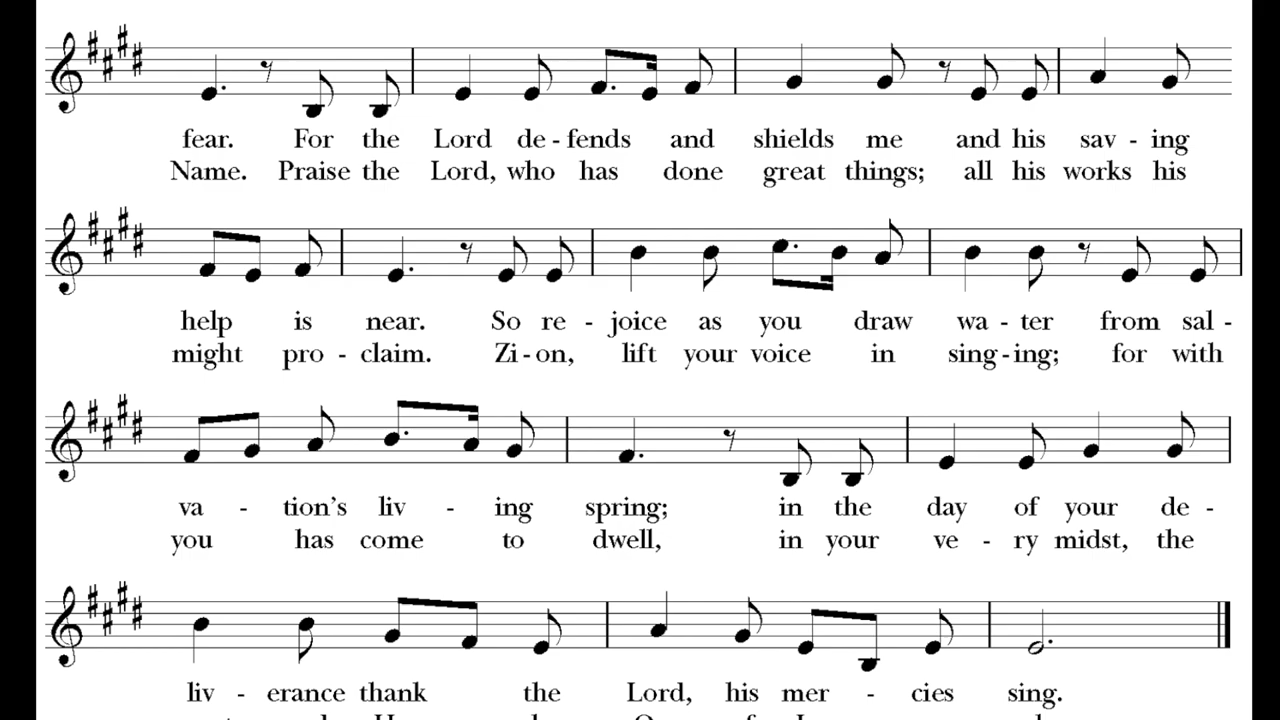 fear. For the Lord de - fends and shields me and his sav - ing
Name. Praise the Lord, who has done great things; all his works his
help is near. So re - joice as you draw wa - ter from sal -
might pro - claim. Zi - on, lift your voice in sing - ing; for with
va - tion's liv - ing spring; in the day of your de -
you has come to dwell, in your ve - ry midst, the
liv - erance thank the Lord, his mer - cies sing.